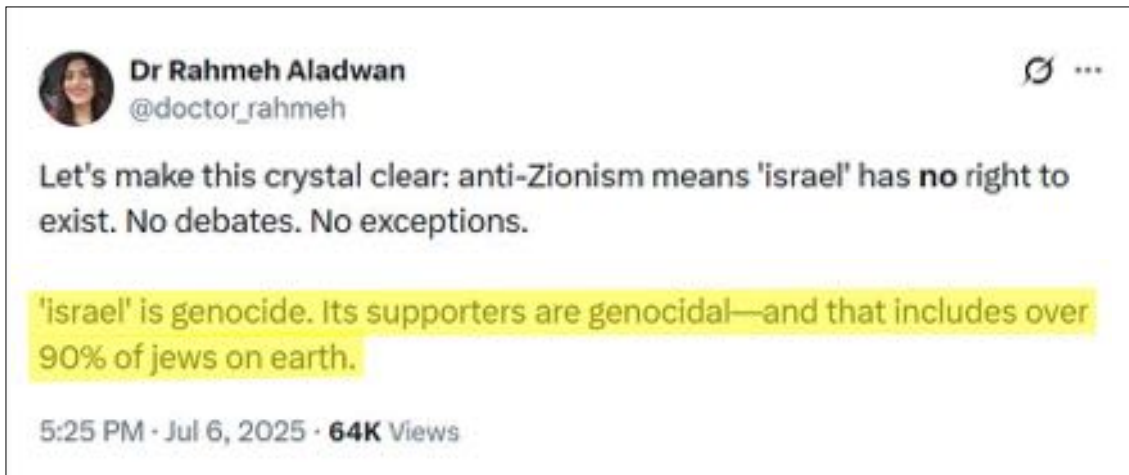 Dr Rahmeh Aladwan
@doctor_rahmeh
Let's make this crystal clear: anti-Zionism means 'israel' has no right to
exist. No debates. No exceptions.
'israel' is genocide. Its supporters are genocidal—and that includes over
90% of jews on earth.
5:25 PM · Jul 6, 2025 · 64K Views